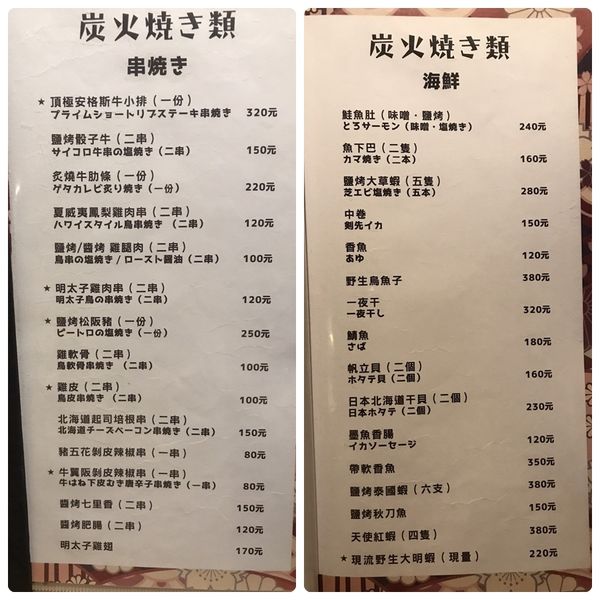 炭火焼き類
串焼き
★ 頂極安格斯牛小排（一份）
プライムショートリブステーキ串焼き 320元
鹽烤骰子牛（二串）
サイコロ牛串の塩焼き（二串） 150元
炙燒牛肋條（一份）
ゲタカレビ炙り焼き（一份） 220元
夏威夷鳳梨雞肉串（二串）
ハワイスタイル鳥串焼き（二串） 120元
鹽烤/醬烤 雞腿肉（二串）
鳥串の塩焼き / ロースト醤油（二串） 100元
★ 明太子雞肉串（二串）
明太子鳥の串焼き（二串） 120元
★ 鹽烤松阪豬（一份）
ピートロの塩焼き（一份） 250元
雞軟骨（二串）
鳥軟骨串焼き （二串） 100元
★ 雞皮（二串）
鳥皮串焼き （二串） 100元
北海道起司培根串（二串）
北海道チーズベーコン串焼き（二串） 150元
豬五花剝皮辣椒串（一串） 80元
★ 牛翼阪剝皮辣椒串（一串）
牛はね下皮むき唐辛子串焼き（一串） 80元
醬烤七里香（二串） 150元
醬烤肥腸（二串） 120元
明太子雞翅 170元
炭火焼き類
海鮮
鮭魚肚（味噌・鹽烤）
とろサーモン（味噌・塩焼き） 240元
魚下巴（二隻）
カマ焼き（二本） 160元
鹽烤大草蝦（五隻）
芝エビ塩焼き（五本） 280元
中卷
剣先イカ 150元
香魚
あゆ 120元
野生烏魚子 380元
一夜干
一夜干し 320元
鯖魚
さば 180元
帆立貝（二個）
ホタテ貝（二個） 160元
日本北海道干貝（二個）
日本ホタテ（二個） 230元
墨魚香腸
イカソーセージ 120元
帶軟香魚 350元
鹽烤泰國蝦（六支） 380元
鹽烤秋刀魚 150元
天使紅蝦（四隻） 380元
★ 現流野生大明蝦（現量） 220元